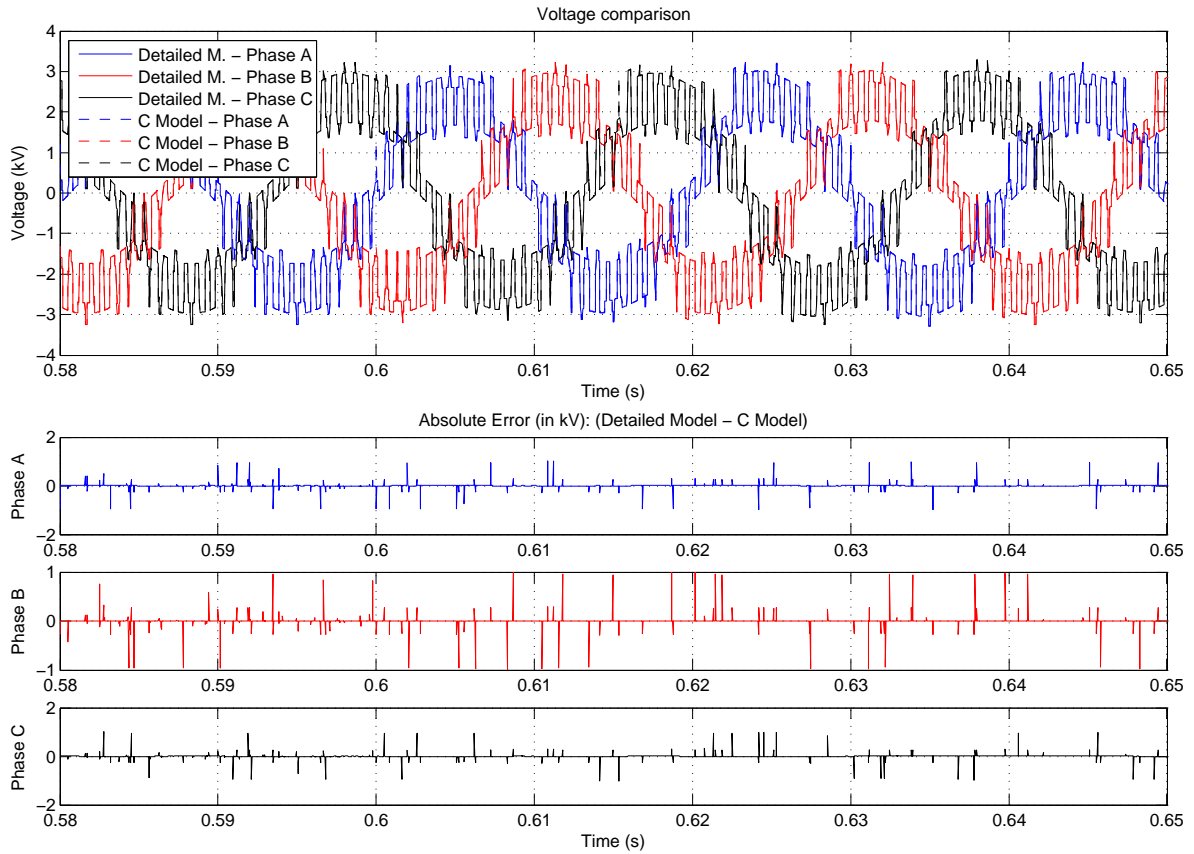 Voltage comparison
4
3
2
1
0
−1
−2
−3
−4
Voltage (kV)
Detailed M. − Phase A
Detailed M. − Phase B
Detailed M. − Phase C
C Model − Phase A
C Model − Phase B
C Model − Phase C
0.58 0.59 0.6 0.61 0.62 0.63 0.64 0.65
Time (s)
Absolute Error (in kV): (Detailed Model − C Model)
2
0
−2
Phase A
0.58 0.59 0.6 0.61 0.62 0.63 0.64 0.65
1
0
−1
Phase B
0.58 0.59 0.6 0.61 0.62 0.63 0.64 0.65
2
0
−2
Phase C
0.58 0.59 0.6 0.61 0.62 0.63 0.64 0.65
Time (s)